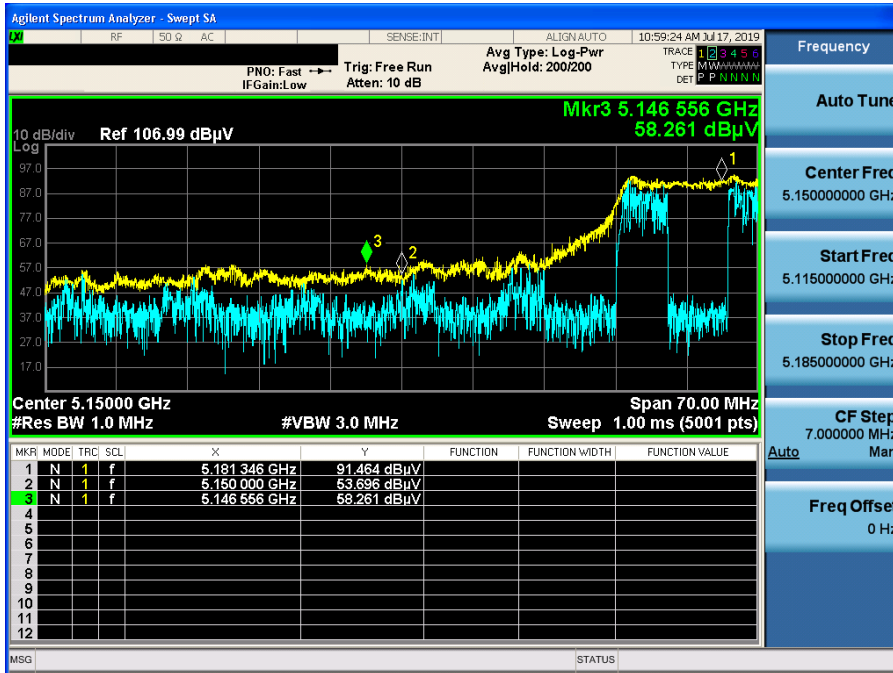 Agilent Spectrum Analyzer - Swept SA
LXI RF 50 Ω AC SENSE:INT ALIGN AUTO 10:59:24 AM Jul 17, 2019
PNO: Fast
IFGain:Low
Trig: Free Run
Atten: 10 dB
Avg Type: Log-Pwr
Avg|Hold: 200/200
TRACE 1 2 3 4 5 6
TYPE M W W W W W
DET P P N N N N
Mkr3 5.146 556 GHz
58.261 dBµV
10 dB/div Ref 106.99 dBµV
Log
97.0
87.0
77.0
67.0
57.0
47.0
37.0
27.0
17.0
1
2
3
Center 5.15000 GHz Span 70.00 MHz
#Res BW 1.0 MHz #VBW 3.0 MHz Sweep 1.00 ms (5001 pts)
MKR MODE TRC SCL X Y FUNCTION FUNCTION WIDTH FUNCTION VALUE
1 N 1 f 5.181 346 GHz 91.464 dBµV
2 N 1 f 5.150 000 GHz 53.696 dBµV
3 N 1 f 5.146 556 GHz 58.261 dBµV
4
5
6
7
8
9
10
11
12
MSG STATUS
Frequency
Auto Tune
Center Freq
5.150000000 GHz
Start Freq
5.115000000 GHz
Stop Freq
5.185000000 GHz
CF Step
7.000000 MHz
Auto Man
Freq Offset
0 Hz